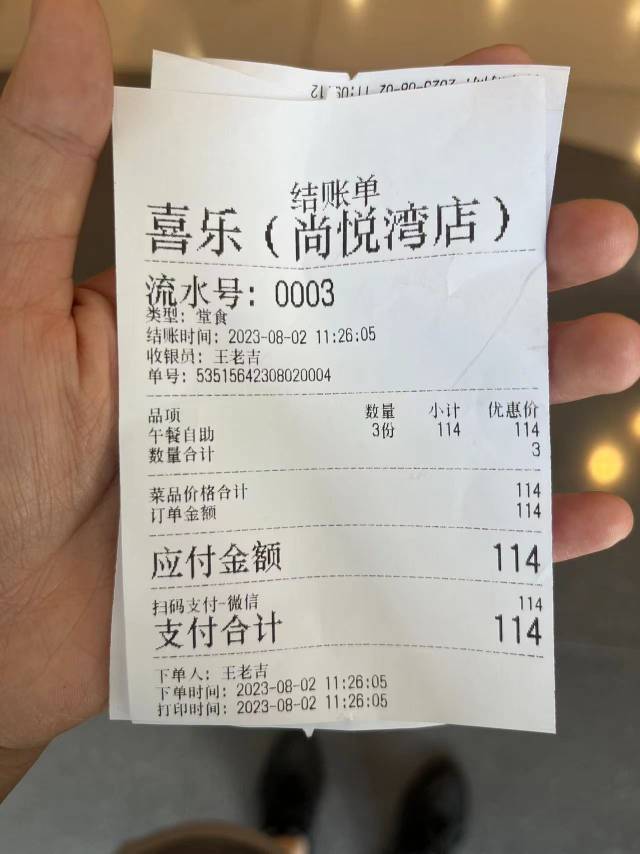 结账单
喜乐（尚悦湾店）
流水号：0003
类型：堂食
结账时间：2023-08-02 11:26:05
收银员：王老吉
单号：53515642308020004
品项 数量 小计 优惠价
午餐自助 3份 114 114
数量合计 3
菜品价格合计 114
订单金额 114
应付金额 114
扫码支付-微信 114
支付合计 114
下单人：王老吉
下单时间：2023-08-02 11:26:05
打印时间：2023-08-02 11:26:05